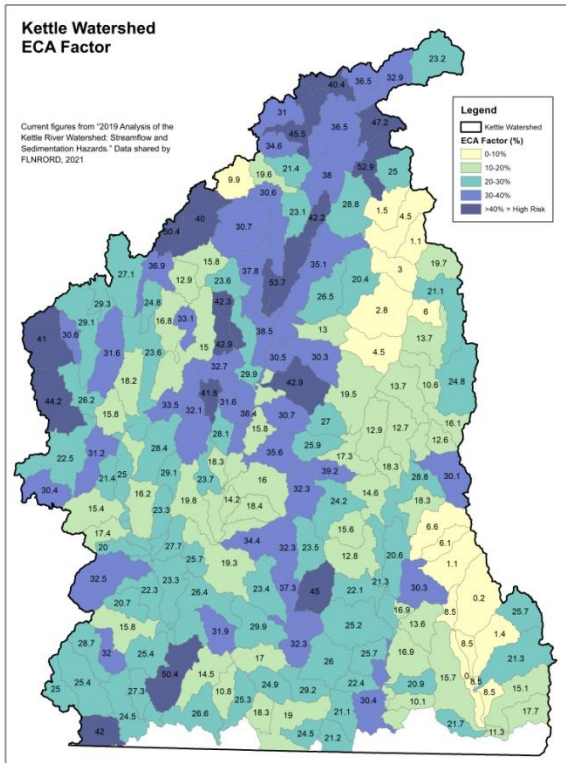 Kettle Watershed
ECA Factor
Current figures from "2019 Analysis of the
Kettle River Watershed: Streamflow and
Sedimentation Hazards." Data shared by
FLNRORD, 2021
Legend
Kettle Watershed
ECA Factor (%)
0-10%
10-20%
20-30%
30-40%
>40% = High Risk
23.2
40.4 36.5 32.9
31
45.5 36.5 47.2
34.6
52.9
9.9 19.6 21.4 38 25
30.6
50.4 40 30.7 23.1 42.2 28.8 1.5 4.5
1.1
27.1 36.9 15.8 37.8 35.1 3 19.7
12.9 23.6 53.7 20.4
29.3 24.8 42.3 26.5 2.8 6 21.1
29.1 16.8 33.1
41 30.6 15 38.5 13 13.7
31.6 23.6 42.9 30.5 30.3 4.5
32.7 29.9
44.2 26.2 18.2 41.8 42.9 19.5 13.7 10.6 24.8
15.8 33.5 32.1 31.6 38.4 30.7 27 12.9 12.7 16.1
28.1 15.8 12.6
22.5 31.2 28.4 18.3 35.6 25.9 17.3 18.3
30.4 21.4 25 29.1 23.7 16 39.2 28.8 30.1
16.2 19.8 14.2 18.4 32.3 24.2 14.6 18.3
15.4 23.3
17.4 15.6 6.6
20 27.7 34.4 32.3 23.5 20.6 6.1
25.7 19.3 12.8 1.1
32.5 23.3 21.3
22.3 26.4 23.4 37.3 45 22.1 30.3 0.2
20.7 16.9 8.5 25.7
15.8 31.9 29.9 25.2 13.6 1.4
28.7 32 25.4 32.3 8.5
25.4 50.4 17 26 25.7 16.9 21.3
25 27.3 14.5 10.8 24.9 29.2 22.4 20.9 15.7 0 8.5 15.1
25.3 8.5
42 24.5 26.6 18.3 19 21.1 30.4 10.1 17.7
24.5 21.2 21.7 11.3